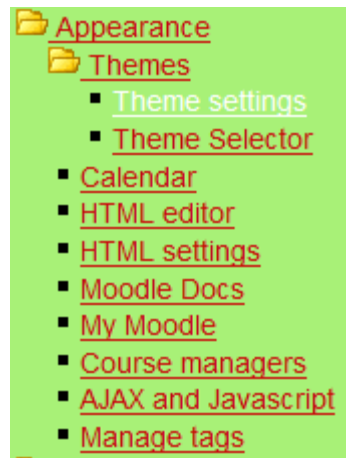 Appearance
Themes
Theme settings
Theme Selector
Calendar
HTML editor
HTML settings
Moodle Docs
My Moodle
Course managers
AJAX and Javascript
Manage tags